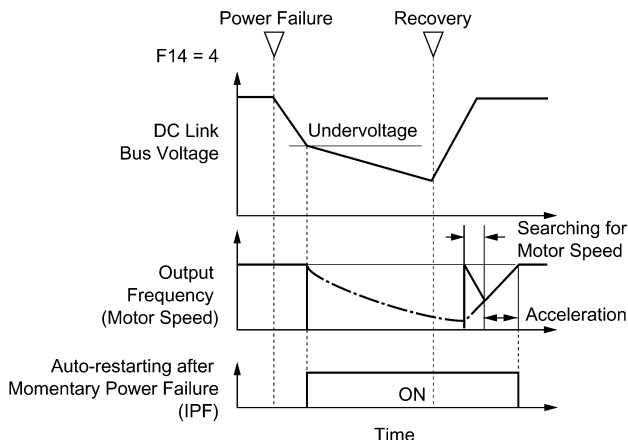 Power Failure
Recovery
F14 = 4
DC Link
Bus Voltage
Undervoltage
Searching for
Motor Speed
Output
Frequency
(Motor Speed)
Acceleration
Auto-restarting after
Momentary Power Failure
(IPF)
ON
Time